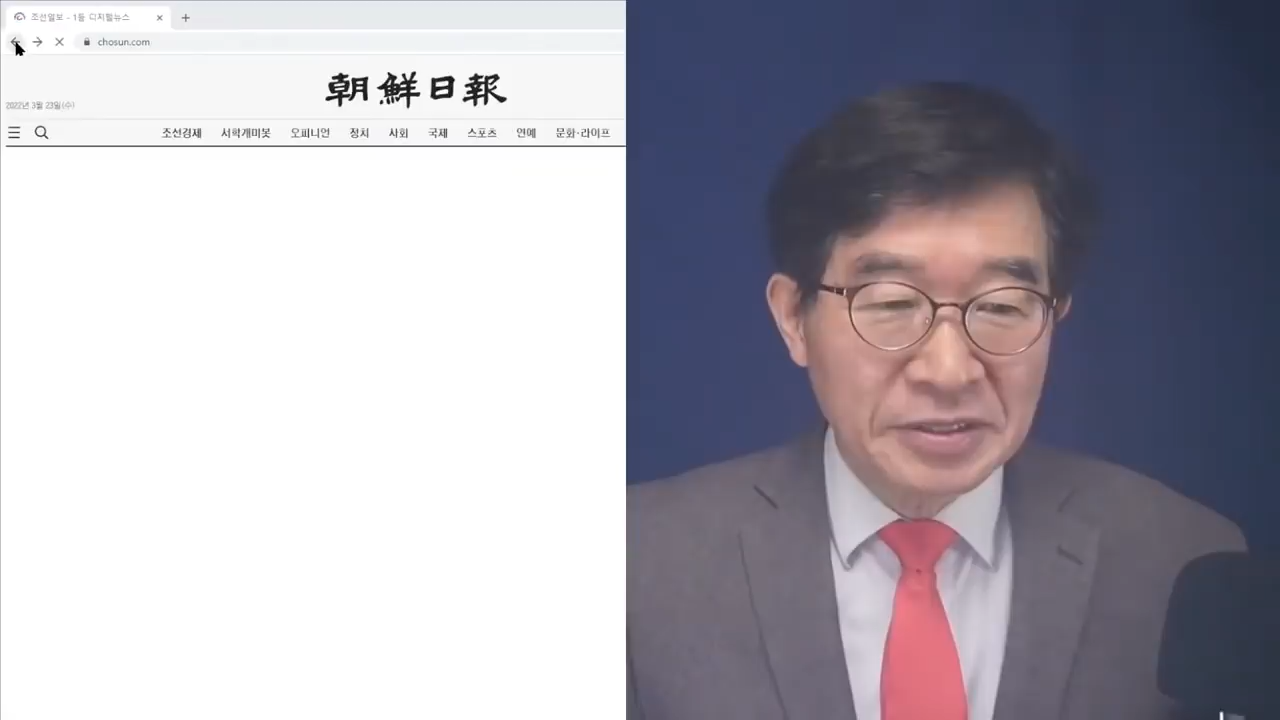 조선일보 - 1등 디지털뉴스
chosun.com
朝鮮日報
2022년 3월 23일(수)
조선경제 서학개미봇 오피니언 정치 사회 국제 스포츠 연예 문화·라이프